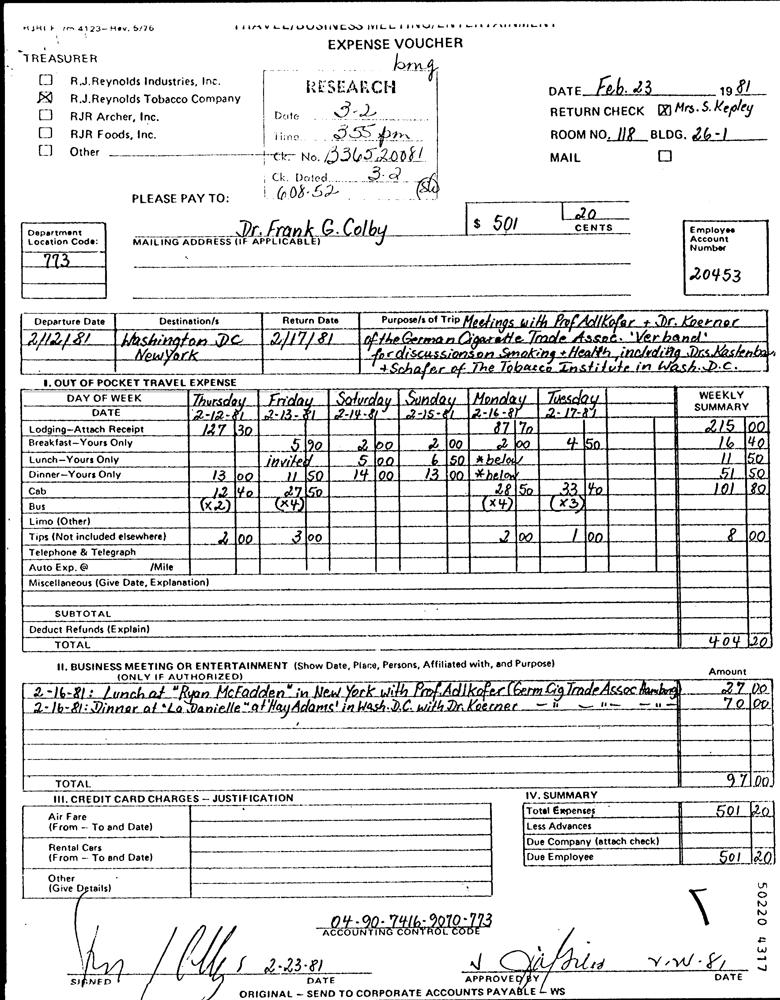 4123-Rev. 5/76
TRAVEL/BUSINESS MEETING/ENTERTAINMENT
EXPENSE VOUCHER
TREASURER
bmg
R.J.Reynolds Industries, Inc.
☒ R.J.Reynolds Tobacco Company
RJR Archer, Inc.
RJR Foods, Inc.
Other
RESEARCH
Date 3-2
Time 355 pm
Ck. No. B36520081
Ck. Dated 3-2
608.52
DATE Feb. 23 1981
RETURN CHECK ☒ Mrs. S. Kepley
ROOM NO. 118 BLDG. 26-1
MAIL ☐
PLEASE PAY TO:
Dr. Frank G. Colby
$ 501 20 CENTS
MAILING ADDRESS (IF APPLICABLE)
Department Location Code:
773
Employee Account Number
20453
Departure Date Destination/s Return Date Purpose/s of Trip Meetings with Prof Adlkofer + Dr. Koerner
2/12/81 Washington DC 2/17/81 of the German Cigarette Trade Assoc. 'Verband'
New York for discussions on Smoking + Health, including Drs Kastenbaum
+ Schafer of The Tobacco Institute in Wash. D.C.
I. OUT OF POCKET TRAVEL EXPENSE
DAY OF WEEK Thursday Friday Saturday Sunday Monday Tuesday WEEKLY SUMMARY
DATE 2-12-81 2-13-81 2-14-81 2-15-81 2-16-81 2-17-81
Lodging–Attach Receipt 127 30 87 70 215 00
Breakfast–Yours Only 5 90 2 00 2 00 2 00 4 50 16 40
Lunch–Yours Only invited 5 00 6 50 *below 11 50
Dinner–Yours Only 13 00 11 50 14 00 13 00 *below 51 50
Cab 12 40 27 50 28 50 33 40 101 80
Bus (x2) (x4) (x4) (x3)
Limo (Other)
Tips (Not included elsewhere) 2 00 3 00 2 00 1 00 8 00
Telephone & Telegraph
Auto Exp. @ /Mile
Miscellaneous (Give Date, Explanation)
SUBTOTAL
Deduct Refunds (Explain)
TOTAL 404 20
II. BUSINESS MEETING OR ENTERTAINMENT (Show Date, Place, Persons, Affiliated with, and Purpose)
(ONLY IF AUTHORIZED)
Amount
2-16-81: Lunch at "Ryan McFadden" in New York with Prof. Adlkofer (Germ Cig Trade Assoc Hamburg) 27 00
2-16-81: Dinner at "La Danielle" at 'Hay Adams' in Wash. D.C. with Dr. Koerner – " – – " – – " – 70 00
TOTAL 97 00
III. CREDIT CARD CHARGES – JUSTIFICATION
Air Fare
(From – To and Date)
Rental Cars
(From – To and Date)
Other
(Give Details)
IV. SUMMARY
Total Expenses 501 20
Less Advances
Due Company (attach check)
Due Employee 501 20
04-90-7416-9070-773
ACCOUNTING CONTROL CODE
2-23-81
SIGNED DATE
APPROVED BY DATE
ORIGINAL – SEND TO CORPORATE ACCOUNTS PAYABLE – WS
50220 4317